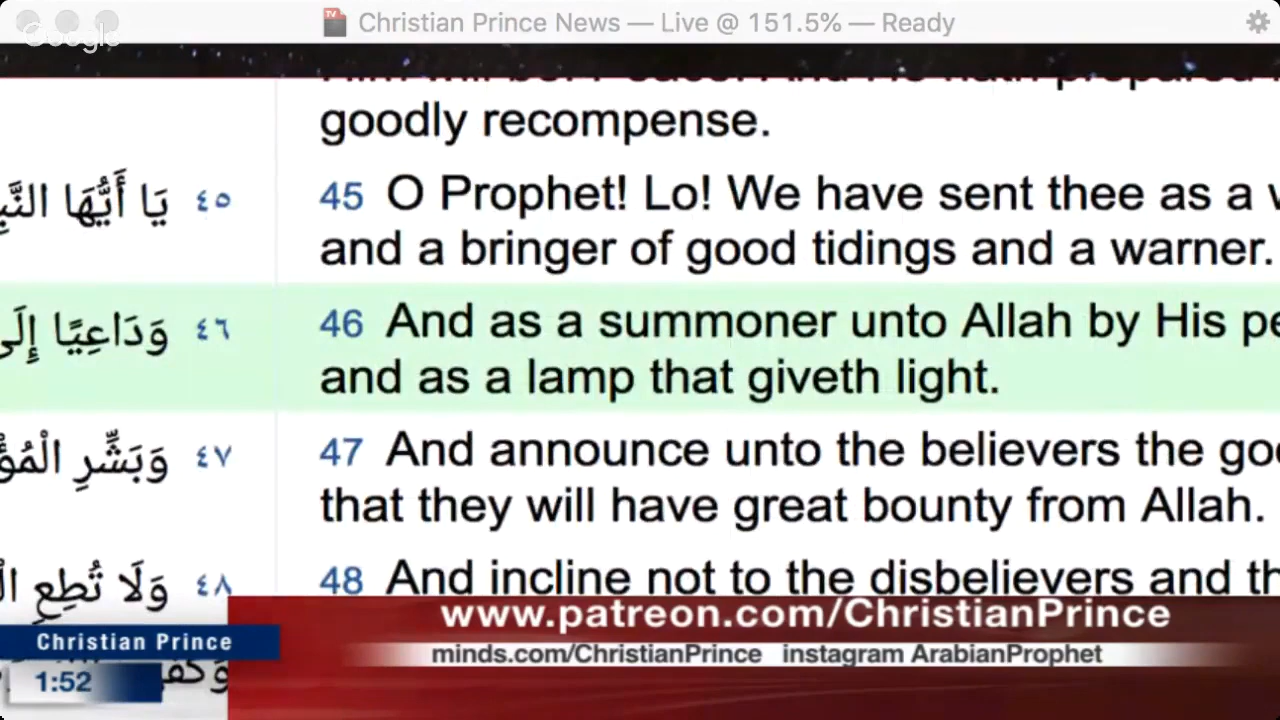 Google
Christian Prince News — Live @ 151.5% — Ready
goodly recompense.
يَا أَيُّهَا ٤٥
45 O Prophet! Lo! We have sent thee as a
and a bringer of good tidings and a warner.
وَدَاعِيًا إِلَى ٤٦
46 And as a summoner unto Allah by His
and as a lamp that giveth light.
وَبَشِّرِ ٤٧
47 And announce unto the believers the
that they will have great bounty from Allah.
وَلَا تُطِعِ ٤٨
48 And incline not to the disbelievers and
www.patreon.com/ChristianPrince
Christian Prince
minds.com/ChristianPrince instagram ArabianProphet
1:52